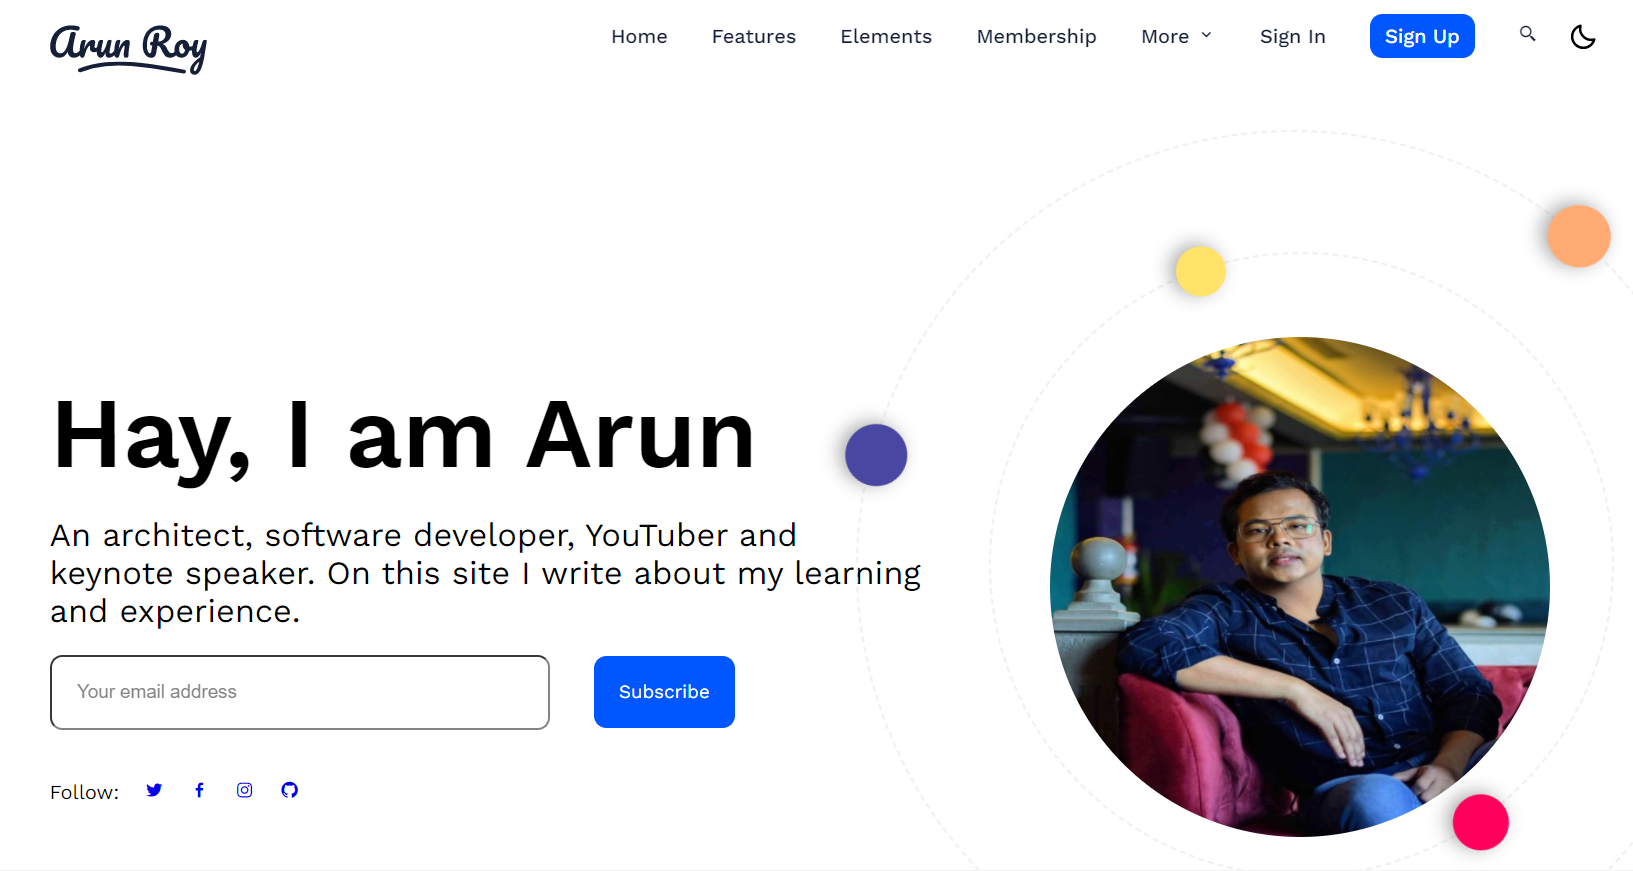 Arun Roy
Home Features Elements Membership More Sign In Sign Up
Hay, I am Arun
An architect, software developer, YouTuber and
keynote speaker. On this site I write about my learning
and experience.
Your email address
Subscribe
Follow: